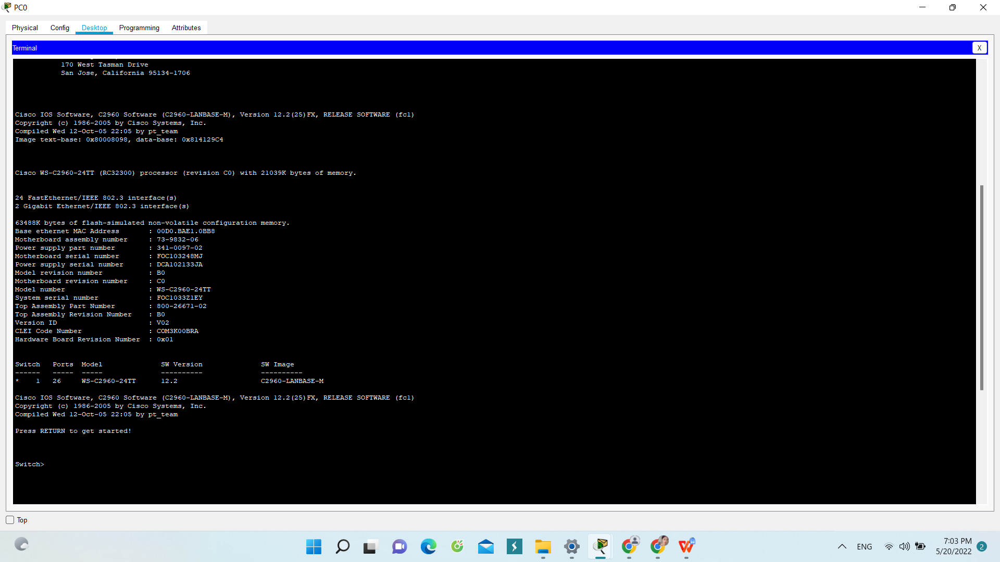 PC0
Physical Config Desktop Programming Attributes
Terminal
X
170 West Tasman Drive
San Jose, California 95134-1706
Cisco IOS Software, C2960 Software (C2960-LANBASE-M), Version 12.2(25)FX, RELEASE SOFTWARE (fc1)
Copyright (c) 1986-2005 by Cisco Systems, Inc.
Compiled Wed 12-Oct-05 22:05 by pt_team
Image text-base: 0x80008098, data-base: 0x814129C4
Cisco WS-C2960-24TT (RC32300) processor (revision C0) with 21039K bytes of memory.
24 FastEthernet/IEEE 802.3 interface(s)
2 Gigabit Ethernet/IEEE 802.3 interface(s)
63488K bytes of flash-simulated non-volatile configuration memory.
Base ethernet MAC Address : 00D0.BAE1.0BB8
Motherboard assembly number : 73-9832-06
Power supply part number : 341-0097-02
Motherboard serial number : FOC103248MJ
Power supply serial number : DCA102133JA
Model revision number : B0
Motherboard revision number : C0
Model number : WS-C2960-24TT
System serial number : FOC1033Z1EY
Top Assembly Part Number : 800-26671-02
Top Assembly Revision Number : B0
Version ID : V02
CLEI Code Number : COM3K00BRA
Hardware Board Revision Number : 0x01
Switch Ports Model SW Version SW Image
------ ----- ----- ---------- ----------
* 1 26 WS-C2960-24TT 12.2 C2960-LANBASE-M
Cisco IOS Software, C2960 Software (C2960-LANBASE-M), Version 12.2(25)FX, RELEASE SOFTWARE (fc1)
Copyright (c) 1986-2005 by Cisco Systems, Inc.
Compiled Wed 12-Oct-05 22:05 by pt_team
Press RETURN to get started!
Switch>
Top
ENG
7:03 PM
5/20/2022
2